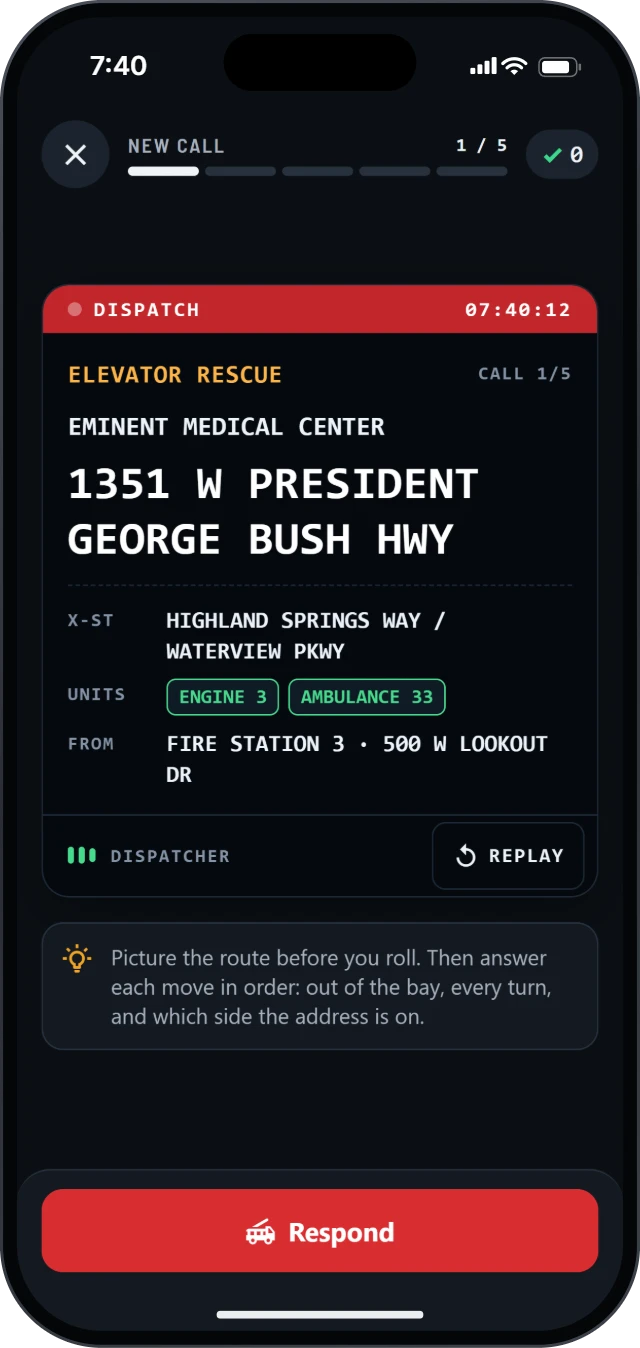 7:40
NEW CALL
1 / 5
0
DISPATCH
07:40:12
ELEVATOR RESCUE
CALL 1/5
EMINENT MEDICAL CENTER
1351 W PRESIDENT
GEORGE BUSH HWY
X-ST
HIGHLAND SPRINGS WAY /
WATERVIEW PKWY
UNITS
ENGINE 3
AMBULANCE 33
FROM
FIRE STATION 3 · 500 W LOOKOUT
DR
DISPATCHER
REPLAY
Picture the route before you roll. Then answer
each move in order: out of the bay, every turn,
and which side the address is on.
Respond